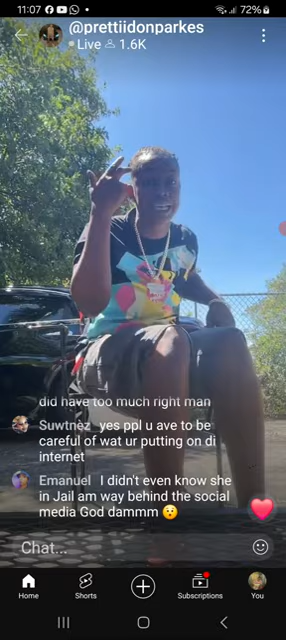 11:07
72%
@prettiidonparkes
Live 1.6K
did have too much right man
Suwtnez yes ppl u ave to be
careful of wat ur putting on di
internet
Emanuel I didn't even know she
in Jail am way behind the social
media God dammm 😯
Chat...
Home Shorts Subscriptions You